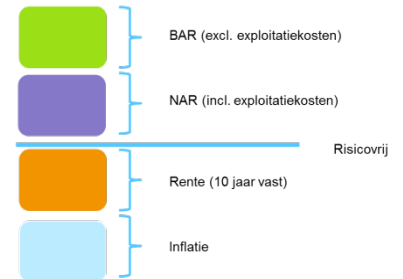 BAR (excl. exploitatiekosten)
NAR (incl. exploitatiekosten)
Risicovrij
Rente (10 jaar vast)
Inflatie